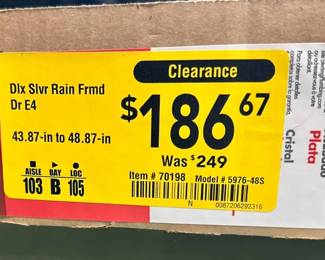 Clearance
Dlx Slvr Rain Frmd
Dr E4
$186 67
43.87-in to 48.87-in
Was $249
AISLE BAY LOC
103 B 105
Item # 70198 Model # 5976-48S
N 0087206292316
Plata
Cristal